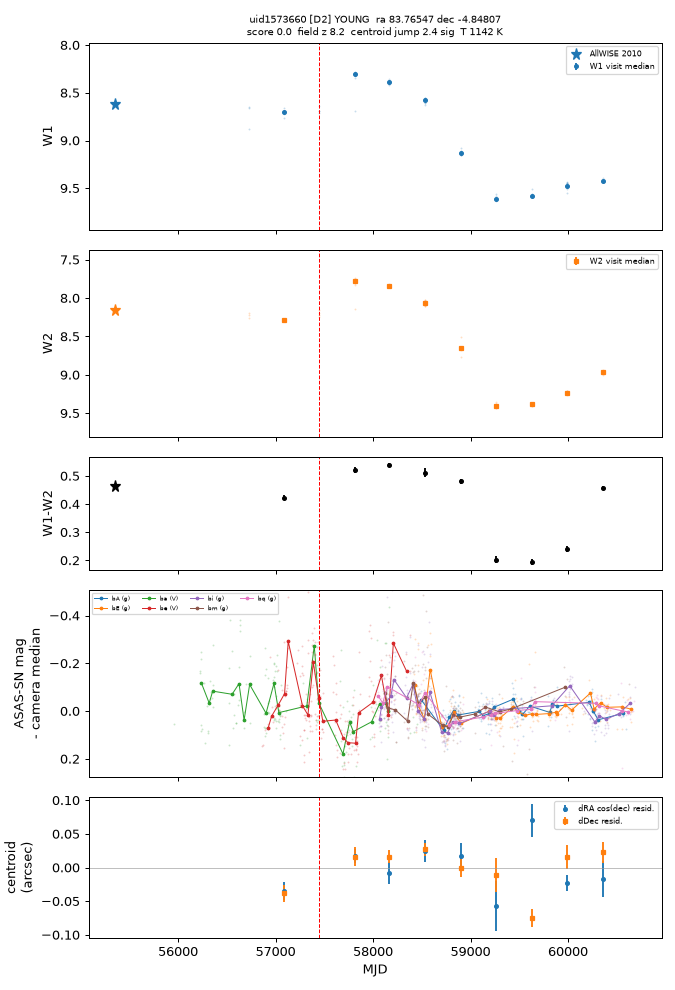 uid1573660 [D2] YOUNG  ra 83.76547 dec -4.84807
score 0.0  field z 8.2  centroid jump 2.4 sig  T 1142 K
8.0
8.5
9.0
9.5
W1
AllWISE 2010
W1 visit median
7.5
8.0
8.5
9.0
9.5
W2
W2 visit median
0.5
0.4
0.3
0.2
W1-W2
−0.4
−0.2
0.0
0.2
ASAS-SN mag
- camera median
bA (g)
bE (g)
ba (V)
be (V)
bi (g)
bm (g)
bq (g)
0.10
0.05
0.00
−0.05
−0.10
centroid
(arcsec)
dRA cos(dec) resid.
dDec resid.
56000
57000
58000
59000
60000
MJD